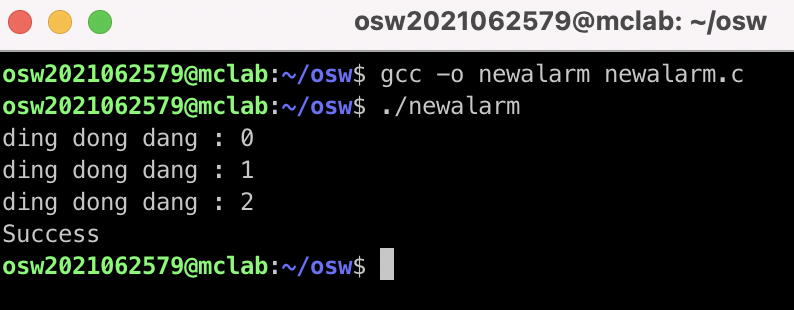 osw2021062579@mclab: ~/osw
osw2021062579@mclab:~/osw$ gcc -o newalarm newalarm.c
osw2021062579@mclab:~/osw$ ./newalarm
ding dong dang : 0
ding dong dang : 1
ding dong dang : 2
Success
osw2021062579@mclab:~/osw$